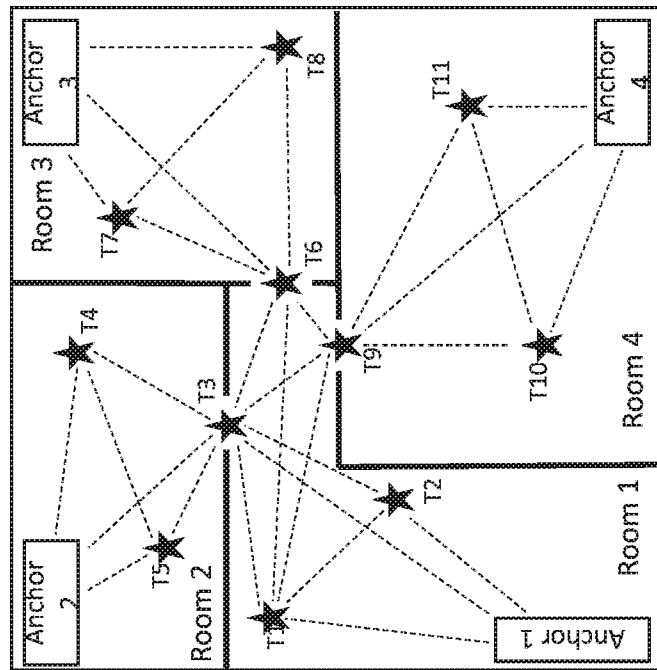 Anchor
3
Room 3
T8
T7
T6
T11
Anchor
4
T4
T3
T9
T10
Room 4
Anchor
2
T5
Room 2
T2
Room 1
T1
Anchor 1